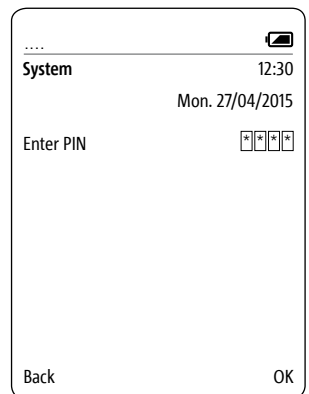 ....
System 12:30
Mon. 27/04/2015
Enter PIN ****
Back OK